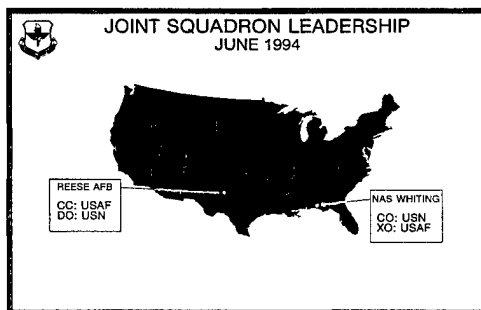 JOINT SQUADRON LEADERSHIP
JUNE 1994
REESE AFB
CC: USAF
DO: USN
NAS WHITING
CO: USN
XO: USAF